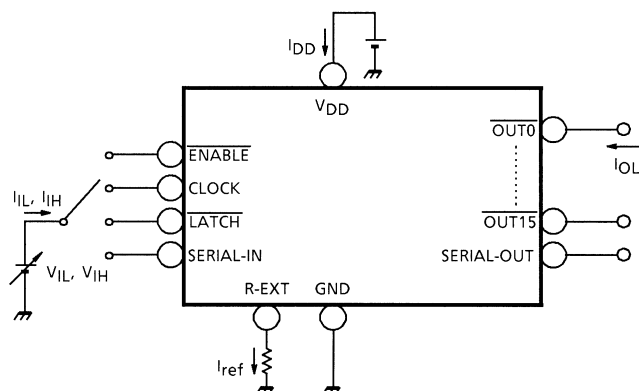 IDD
VDD
ENABLE
OUT0
CLOCK
IOL
IIL, IIH
LATCH
OUT15
SERIAL-IN
SERIAL-OUT
VIL, VIH
R-EXT GND
Iref